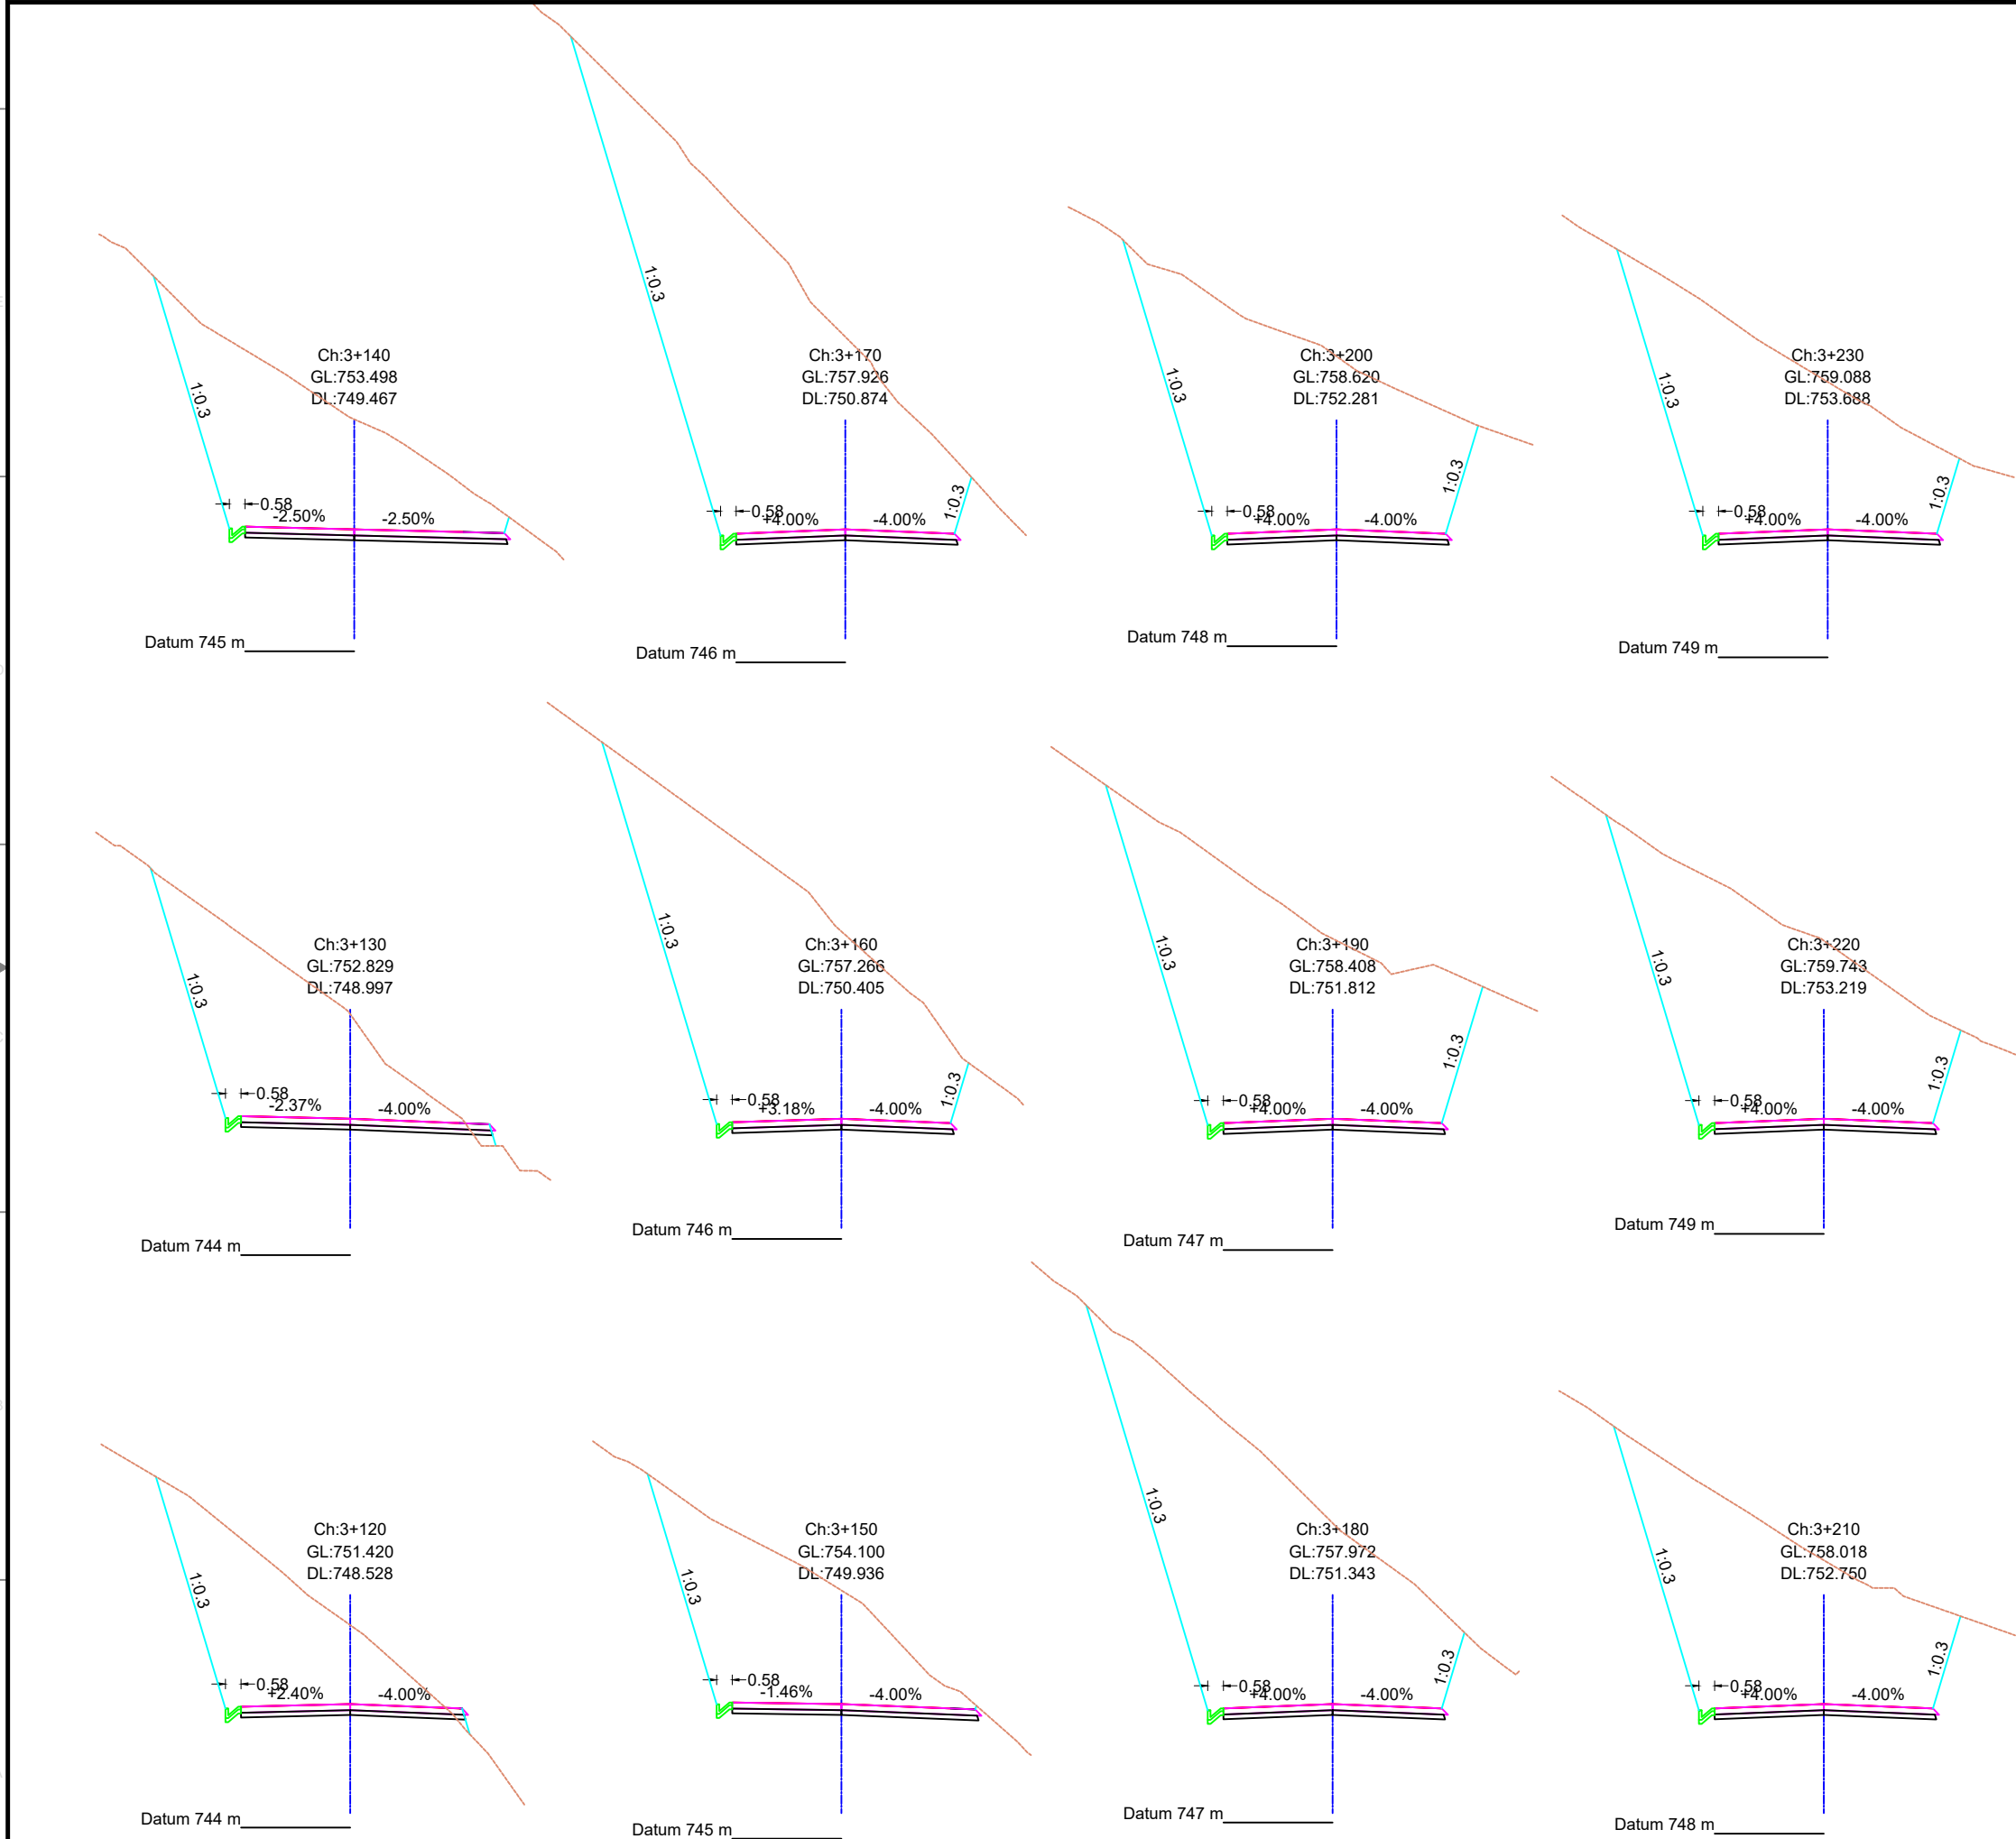 1:0.3
Ch:3+140
GL:753.498
DL:749.467
1:0.3
0.58
-2.50%
-2.50%
Datum 745 m
Ch:3+170
GL:757.926
DL:750.874
0.58
+4.00%
-4.00%
1:0.3
Datum 746 m
Ch:3+200
GL:758.620
DL:752.281
1:0.3
0.58
+4.00%
-4.00%
1:0.3
Datum 748 m
Ch:3+230
GL:759.088
DL:753.688
1:0.3
0.58
+4.00%
-4.00%
1:0.3
Datum 749 m
Ch:3+130
GL:752.829
DL:748.997
1:0.3
0.58
-2.37%
-4.00%
Datum 744 m
1:0.3
Ch:3+160
GL:757.266
DL:750.405
0.58
+3.18%
-4.00%
1:0.3
Datum 746 m
1:0.3
Ch:3+190
GL:758.408
DL:751.812
0.58
+4.00%
-4.00%
1:0.3
Datum 747 m
Ch:3+220
GL:759.743
DL:753.219
1:0.3
0.58
+4.00%
-4.00%
1:0.3
Datum 749 m
Ch:3+120
GL:751.420
DL:748.528
1:0.3
0.58
+2.40%
-4.00%
Datum 744 m
Ch:3+150
GL:754.100
DL:749.936
1:0.3
0.58
-1.46%
-4.00%
Datum 745 m
1:0.3
Ch:3+180
GL:757.972
DL:751.343
0.58
+4.00%
-4.00%
1:0.3
Datum 747 m
Ch:3+210
GL:758.018
DL:752.750
1:0.3
0.58
+4.00%
-4.00%
1:0.3
Datum 748 m